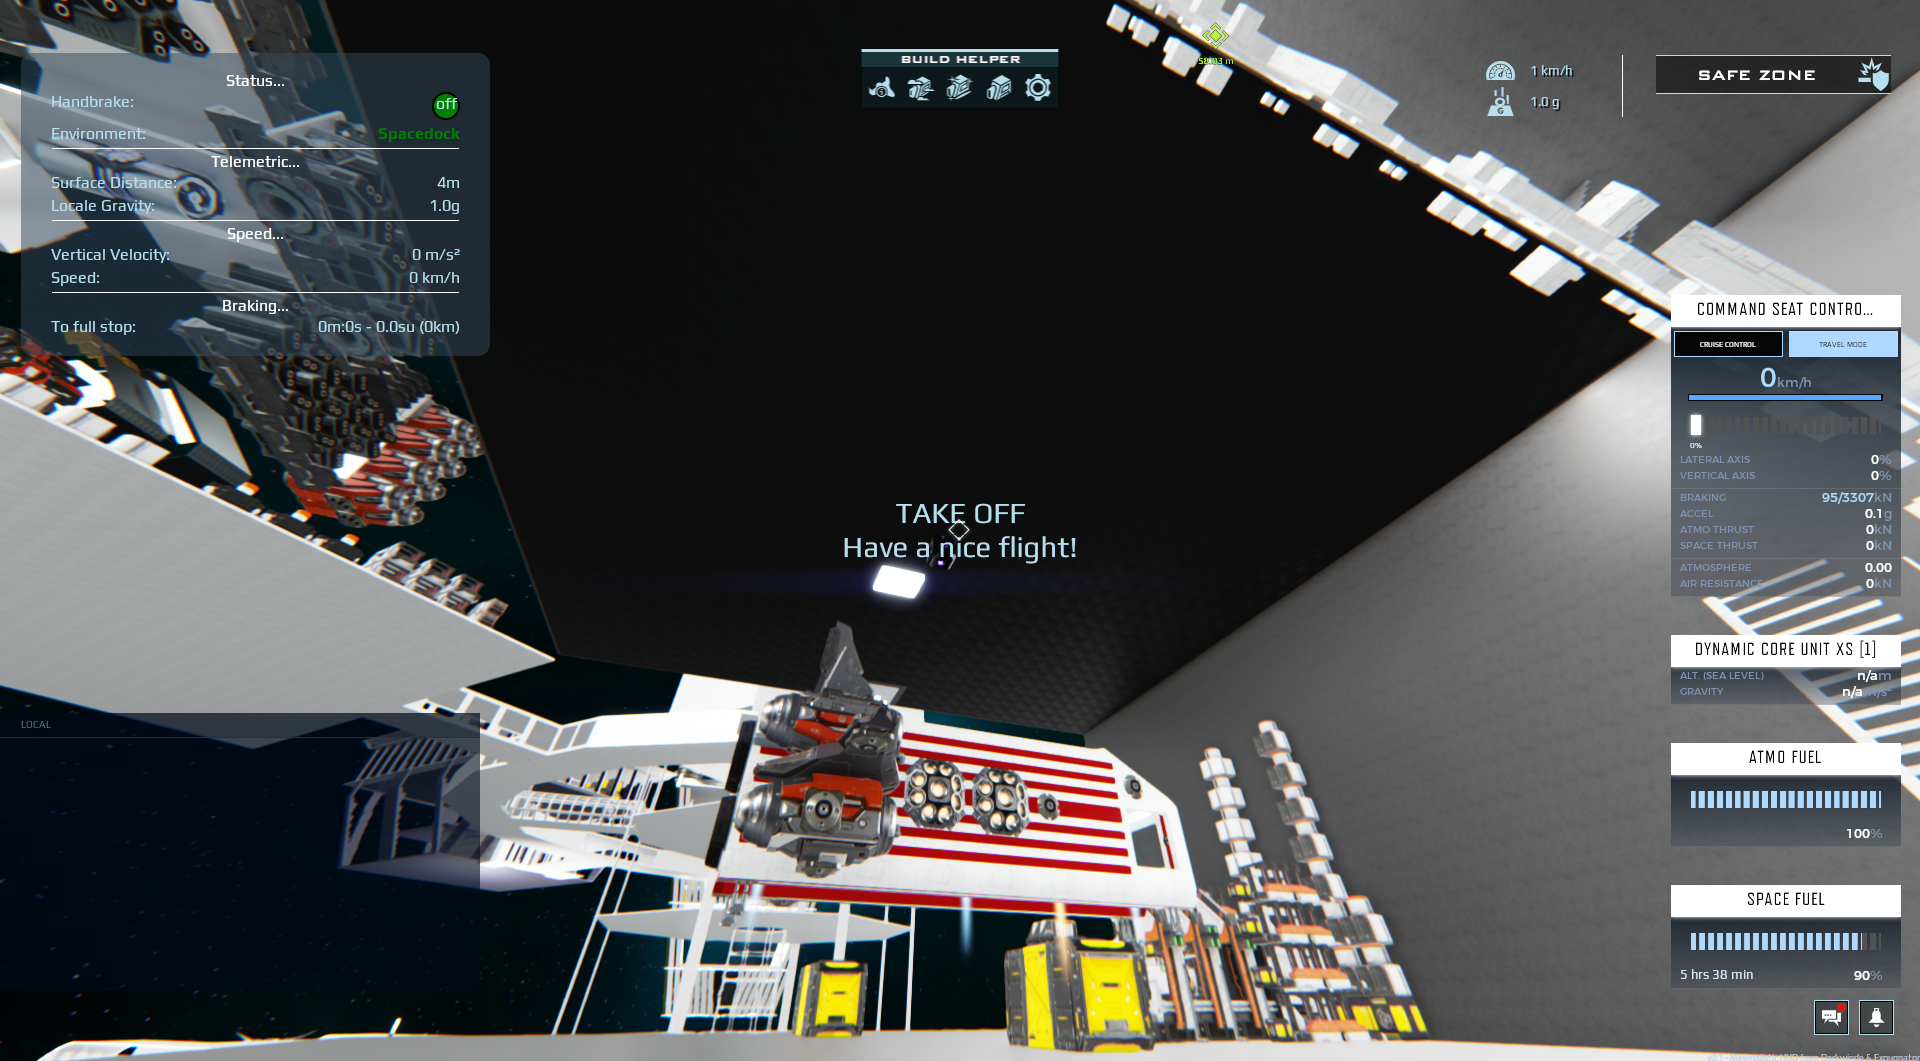 Status...
Handbrake: off
Environment: Spacedock
Telemetric...
Surface Distance: 4m
Locale Gravity: 1.0g
Speed...
Vertical Velocity: 0 m/s²
Speed: 0 km/h
Braking...
To full stop: 0m:0s - 0.0su (0km)
BUILD HELPER
1 km/h
1.0 g
SAFE ZONE
TAKE OFF
Have a nice flight!
LOCAL
COMMAND SEAT CONTRO...
CRUISE CONTROL TRAVEL MODE
0km/h
0%
LATERAL AXIS 0%
VERTICAL AXIS 0%
BRAKING 95/3307kN
ACCEL 0.1g
ATMO THRUST 0kN
SPACE THRUST 0kN
ATMOSPHERE 0.00
AIR RESISTANCE 0kN
DYNAMIC CORE UNIT XS [1]
ALT. (SEA LEVEL) n/am
GRAVITY n/a m/s²
ATMO FUEL
100%
SPACE FUEL
5 hrs 38 min 90%